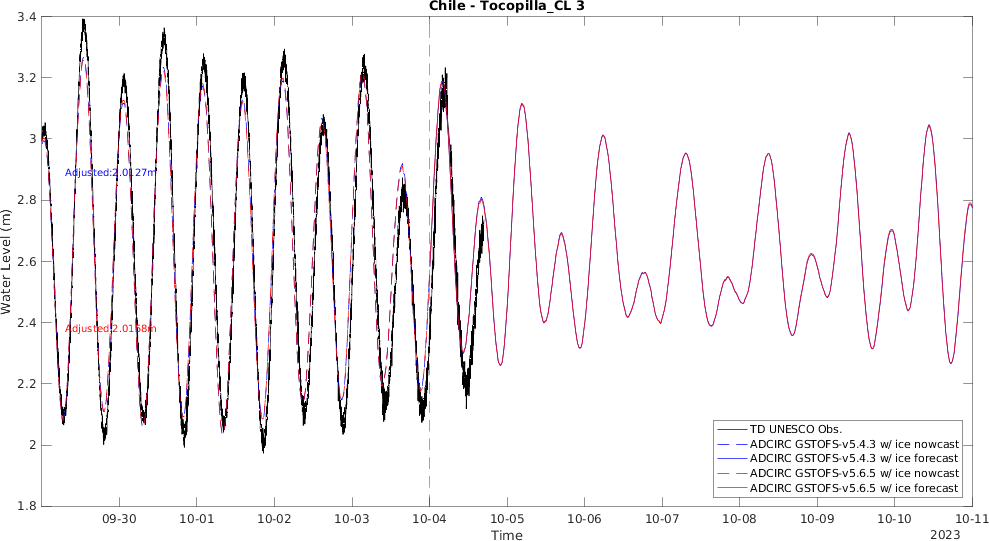 Chile - Tocopilla_CL 3
3.4
3.2
3
2.8
2.6
2.4
2.2
2
1.8
Water Level (m)
Adjusted:2.0127m
Adjusted:2.0168m
TD UNESCO Obs.
ADCIRC GSTOFS-v5.4.3 w/ ice nowcast
ADCIRC GSTOFS-v5.4.3 w/ ice forecast
ADCIRC GSTOFS-v5.6.5 w/ ice nowcast
ADCIRC GSTOFS-v5.6.5 w/ ice forecast
09-30 10-01 10-02 10-03 10-04 10-05 10-06 10-07 10-08 10-09 10-10 10-11
Time
2023